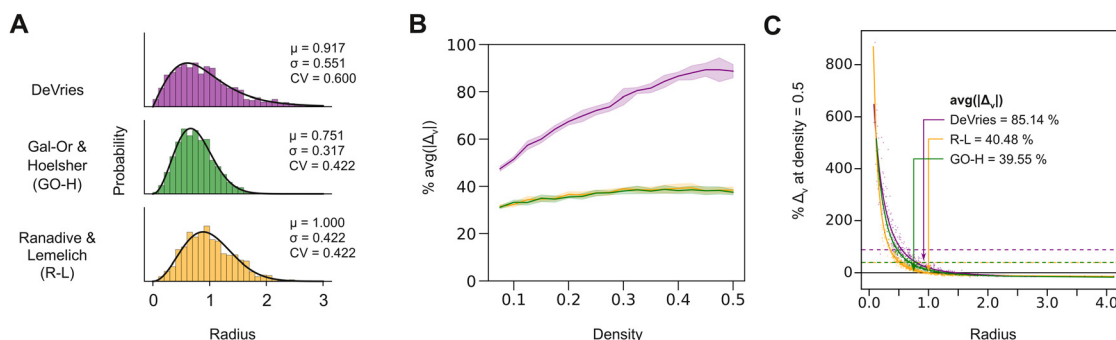 A
DeVries
Gal-Or &
Hoelsher
(GO-H)
Ranadive &
Lemelich
(R-L)
Probability
μ = 0.917
σ = 0.551
CV = 0.600
μ = 0.751
σ = 0.317
CV = 0.422
μ = 1.000
σ = 0.422
CV = 0.422
0 1 2 3
Radius
B
% avg(|Δᵥ|)
100
80
60
40
20
0
0.1 0.2 0.3 0.4 0.5
Density
C
% Δᵥ at density = 0.5
800
600
400
200
0
avg(|Δᵥ|)
DeVries = 85.14 %
R-L = 40.48 %
GO-H = 39.55 %
0.0 1.0 2.0 3.0 4.0
Radius